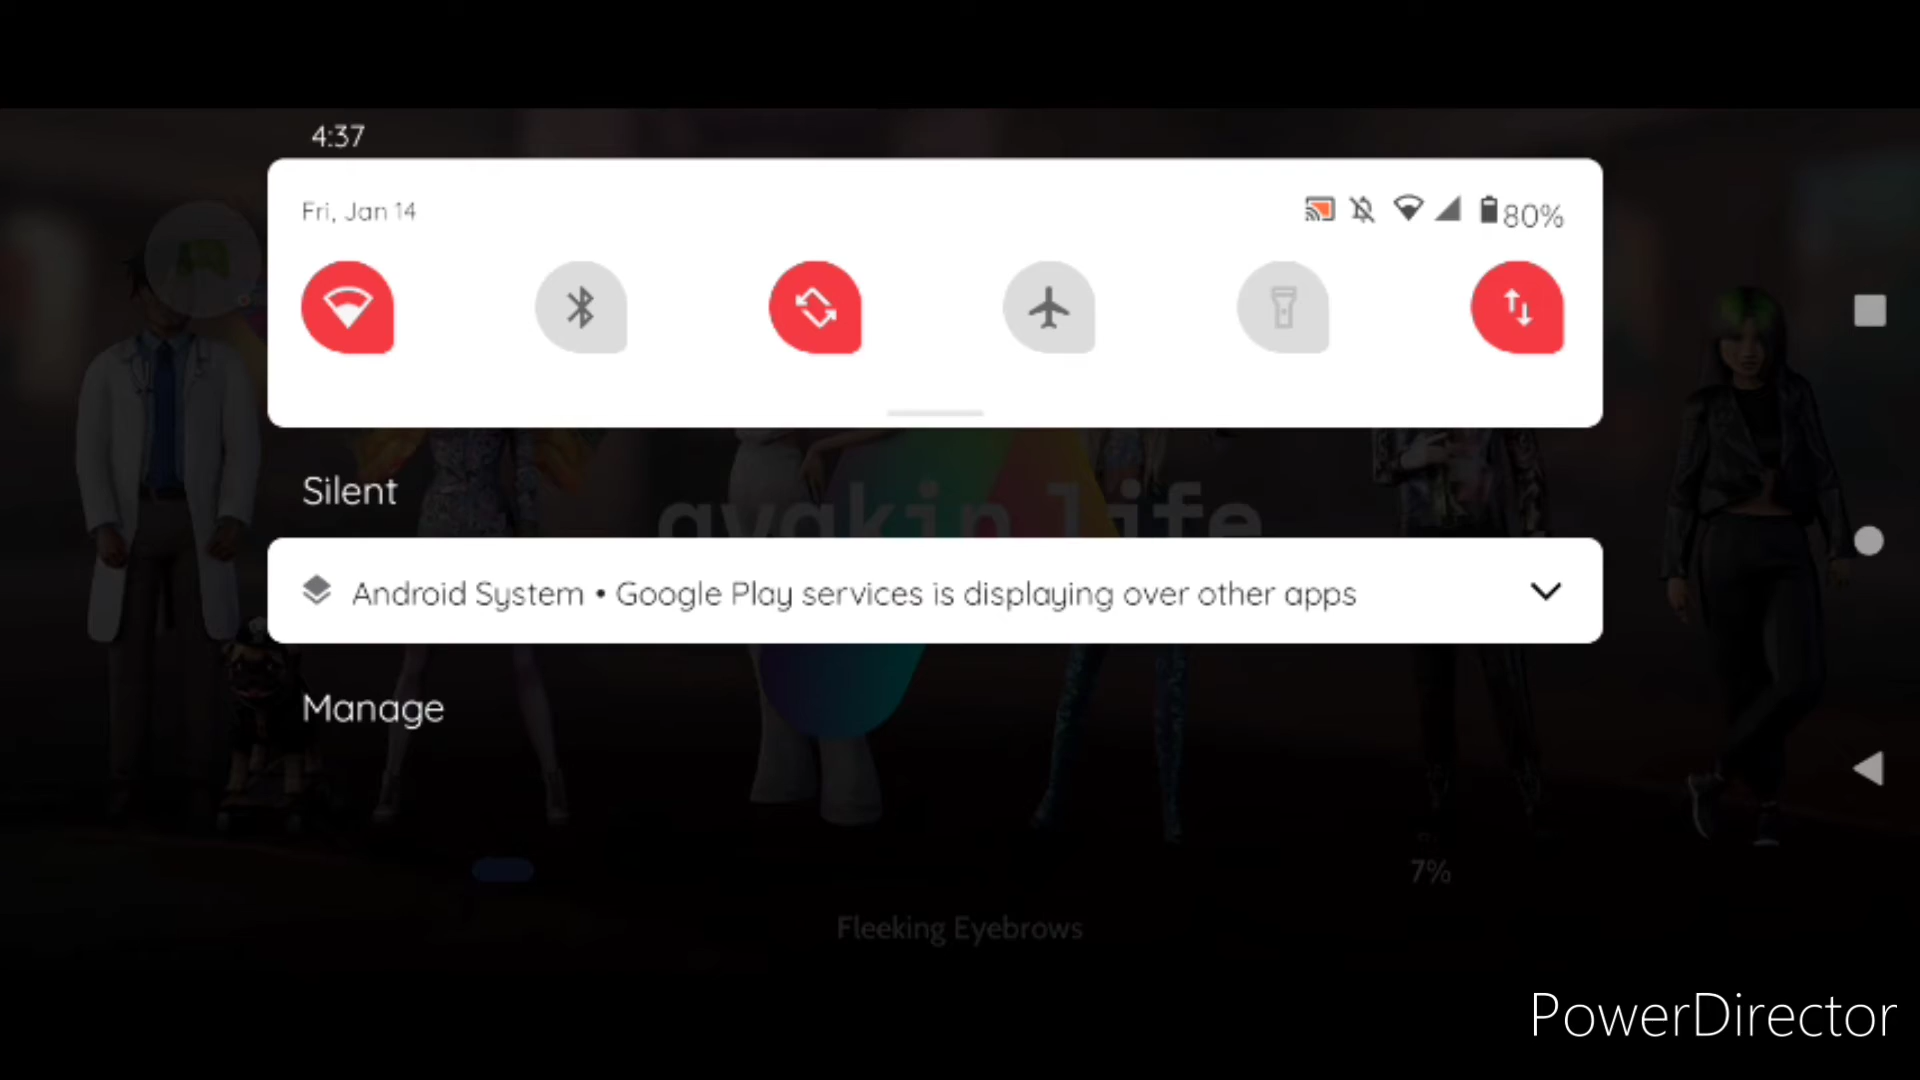 4:37
Fri, Jan 14
80%
Silent
avakin life
Android System • Google Play services is displaying over other apps
Manage
7%
Fleeking Eyebrows
PowerDirector